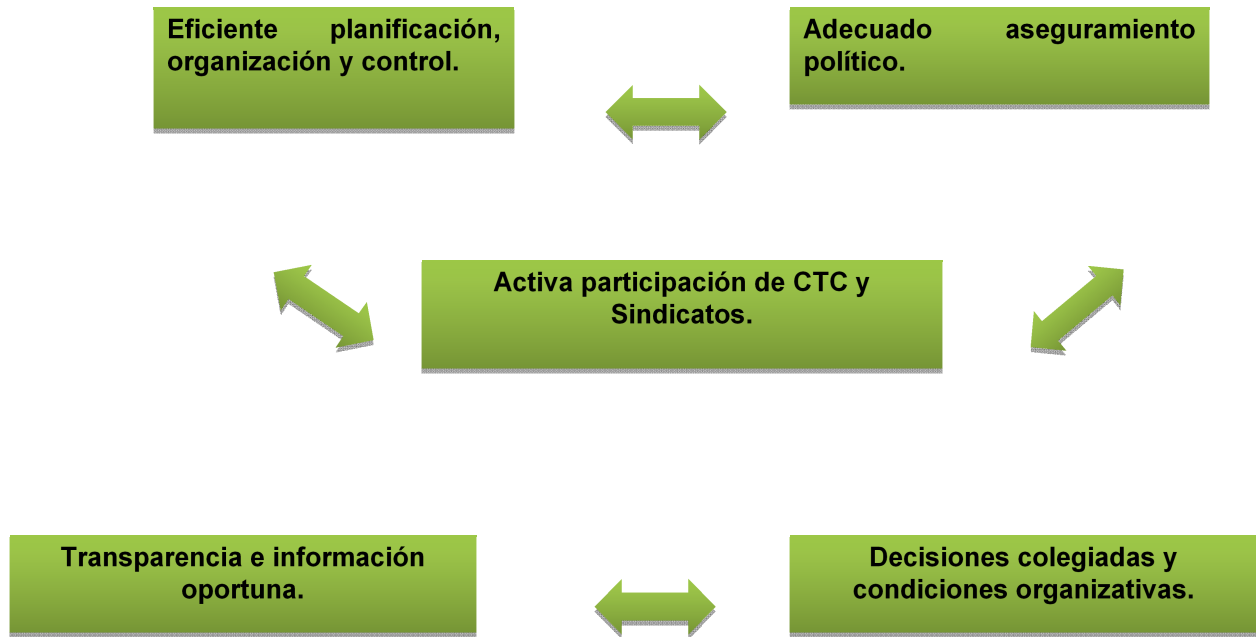 Eficiente planificación,
organización y control.
Adecuado aseguramiento
político.
Activa participación de CTC y
Sindicatos.
Transparencia e información
oportuna.
Decisiones colegiadas y
condiciones organizativas.